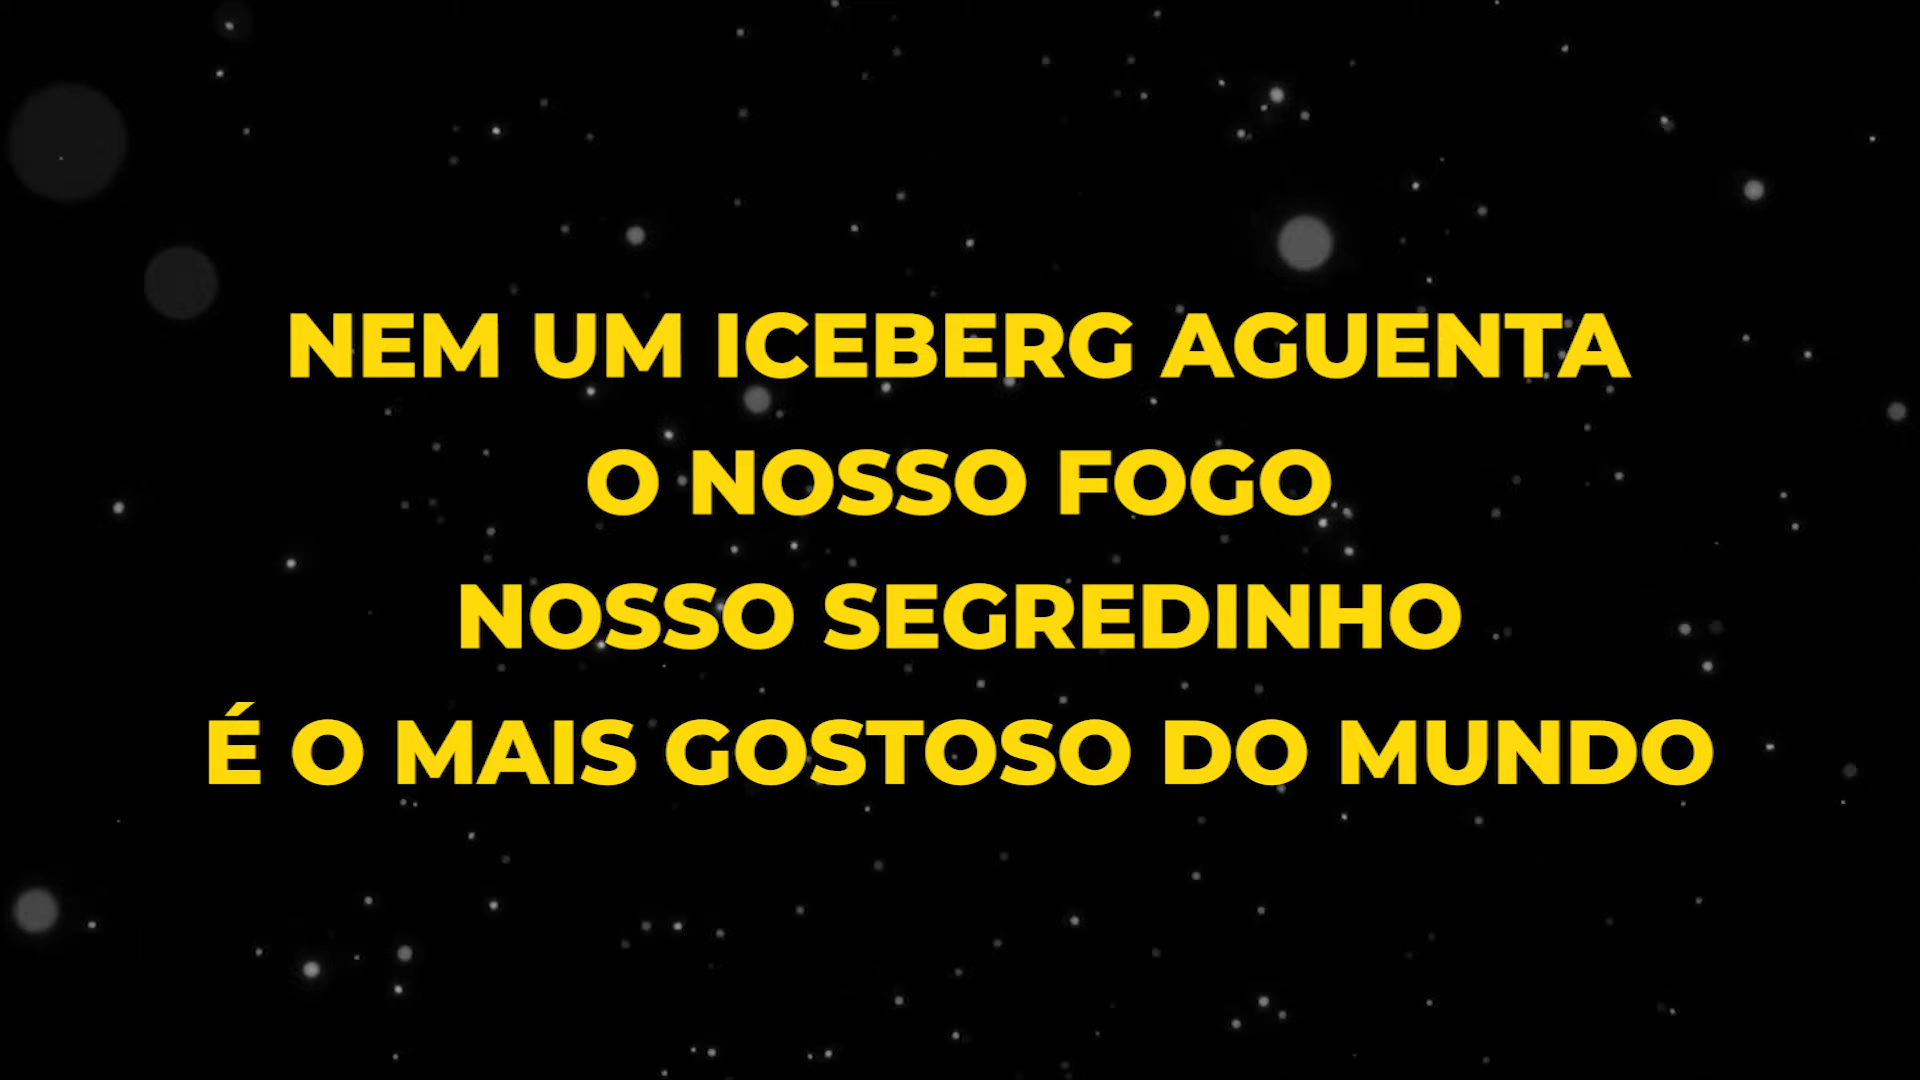 NEM UM ICEBERG AGUENTA
O NOSSO FOGO
NOSSO SEGREDINHO
É O MAIS GOSTOSO DO MUNDO